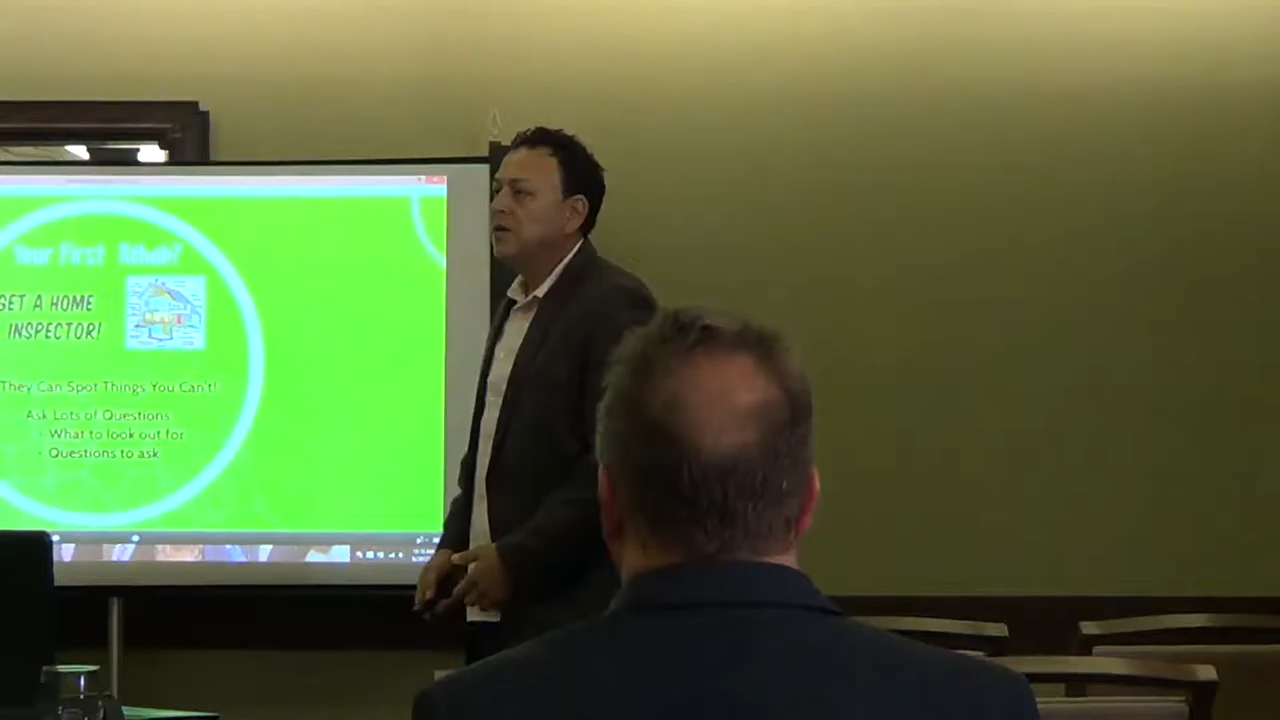 Your First Rehab?
GET A HOME
INSPECTOR!
They Can Spot Things You Can't!
Ask Lots of Questions
- What to look out for
- Questions to ask